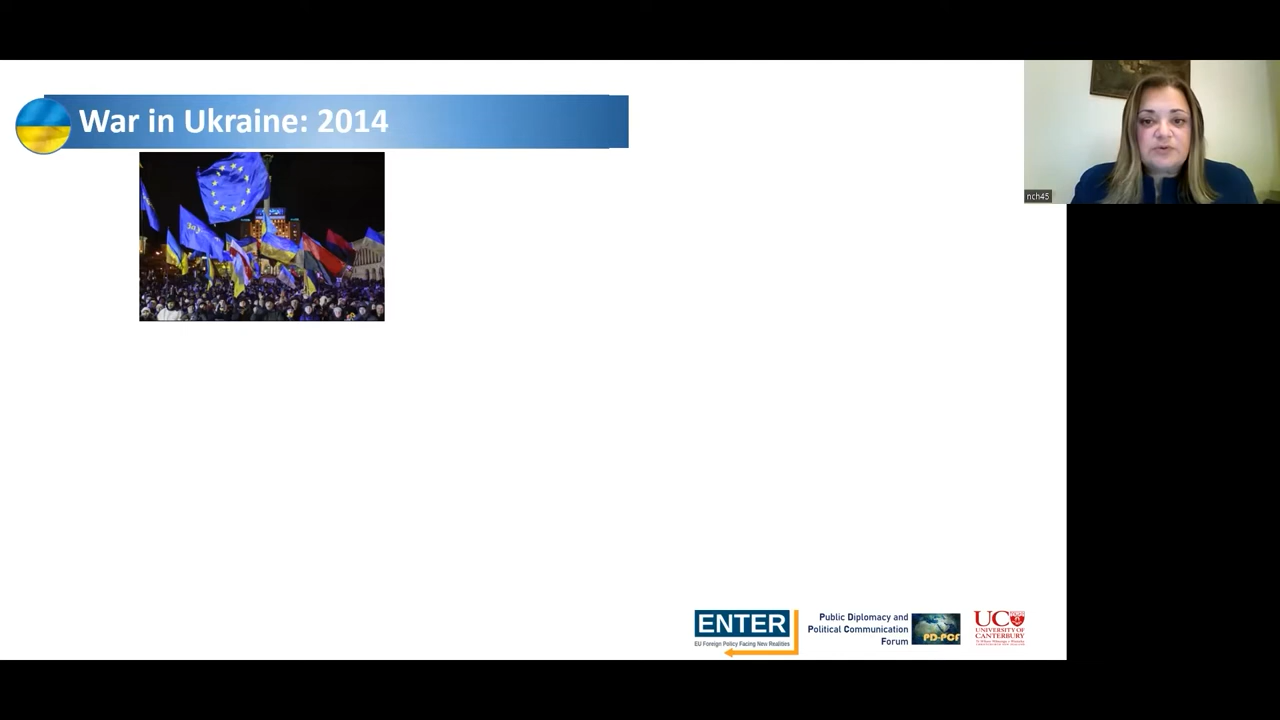 War in Ukraine: 2014
nch45
ENTER
EU Foreign Policy Facing New Realities
Public Diplomacy and
Political Communication
Forum
PD-PCF
UC
UNIVERSITY OF
CANTERBURY